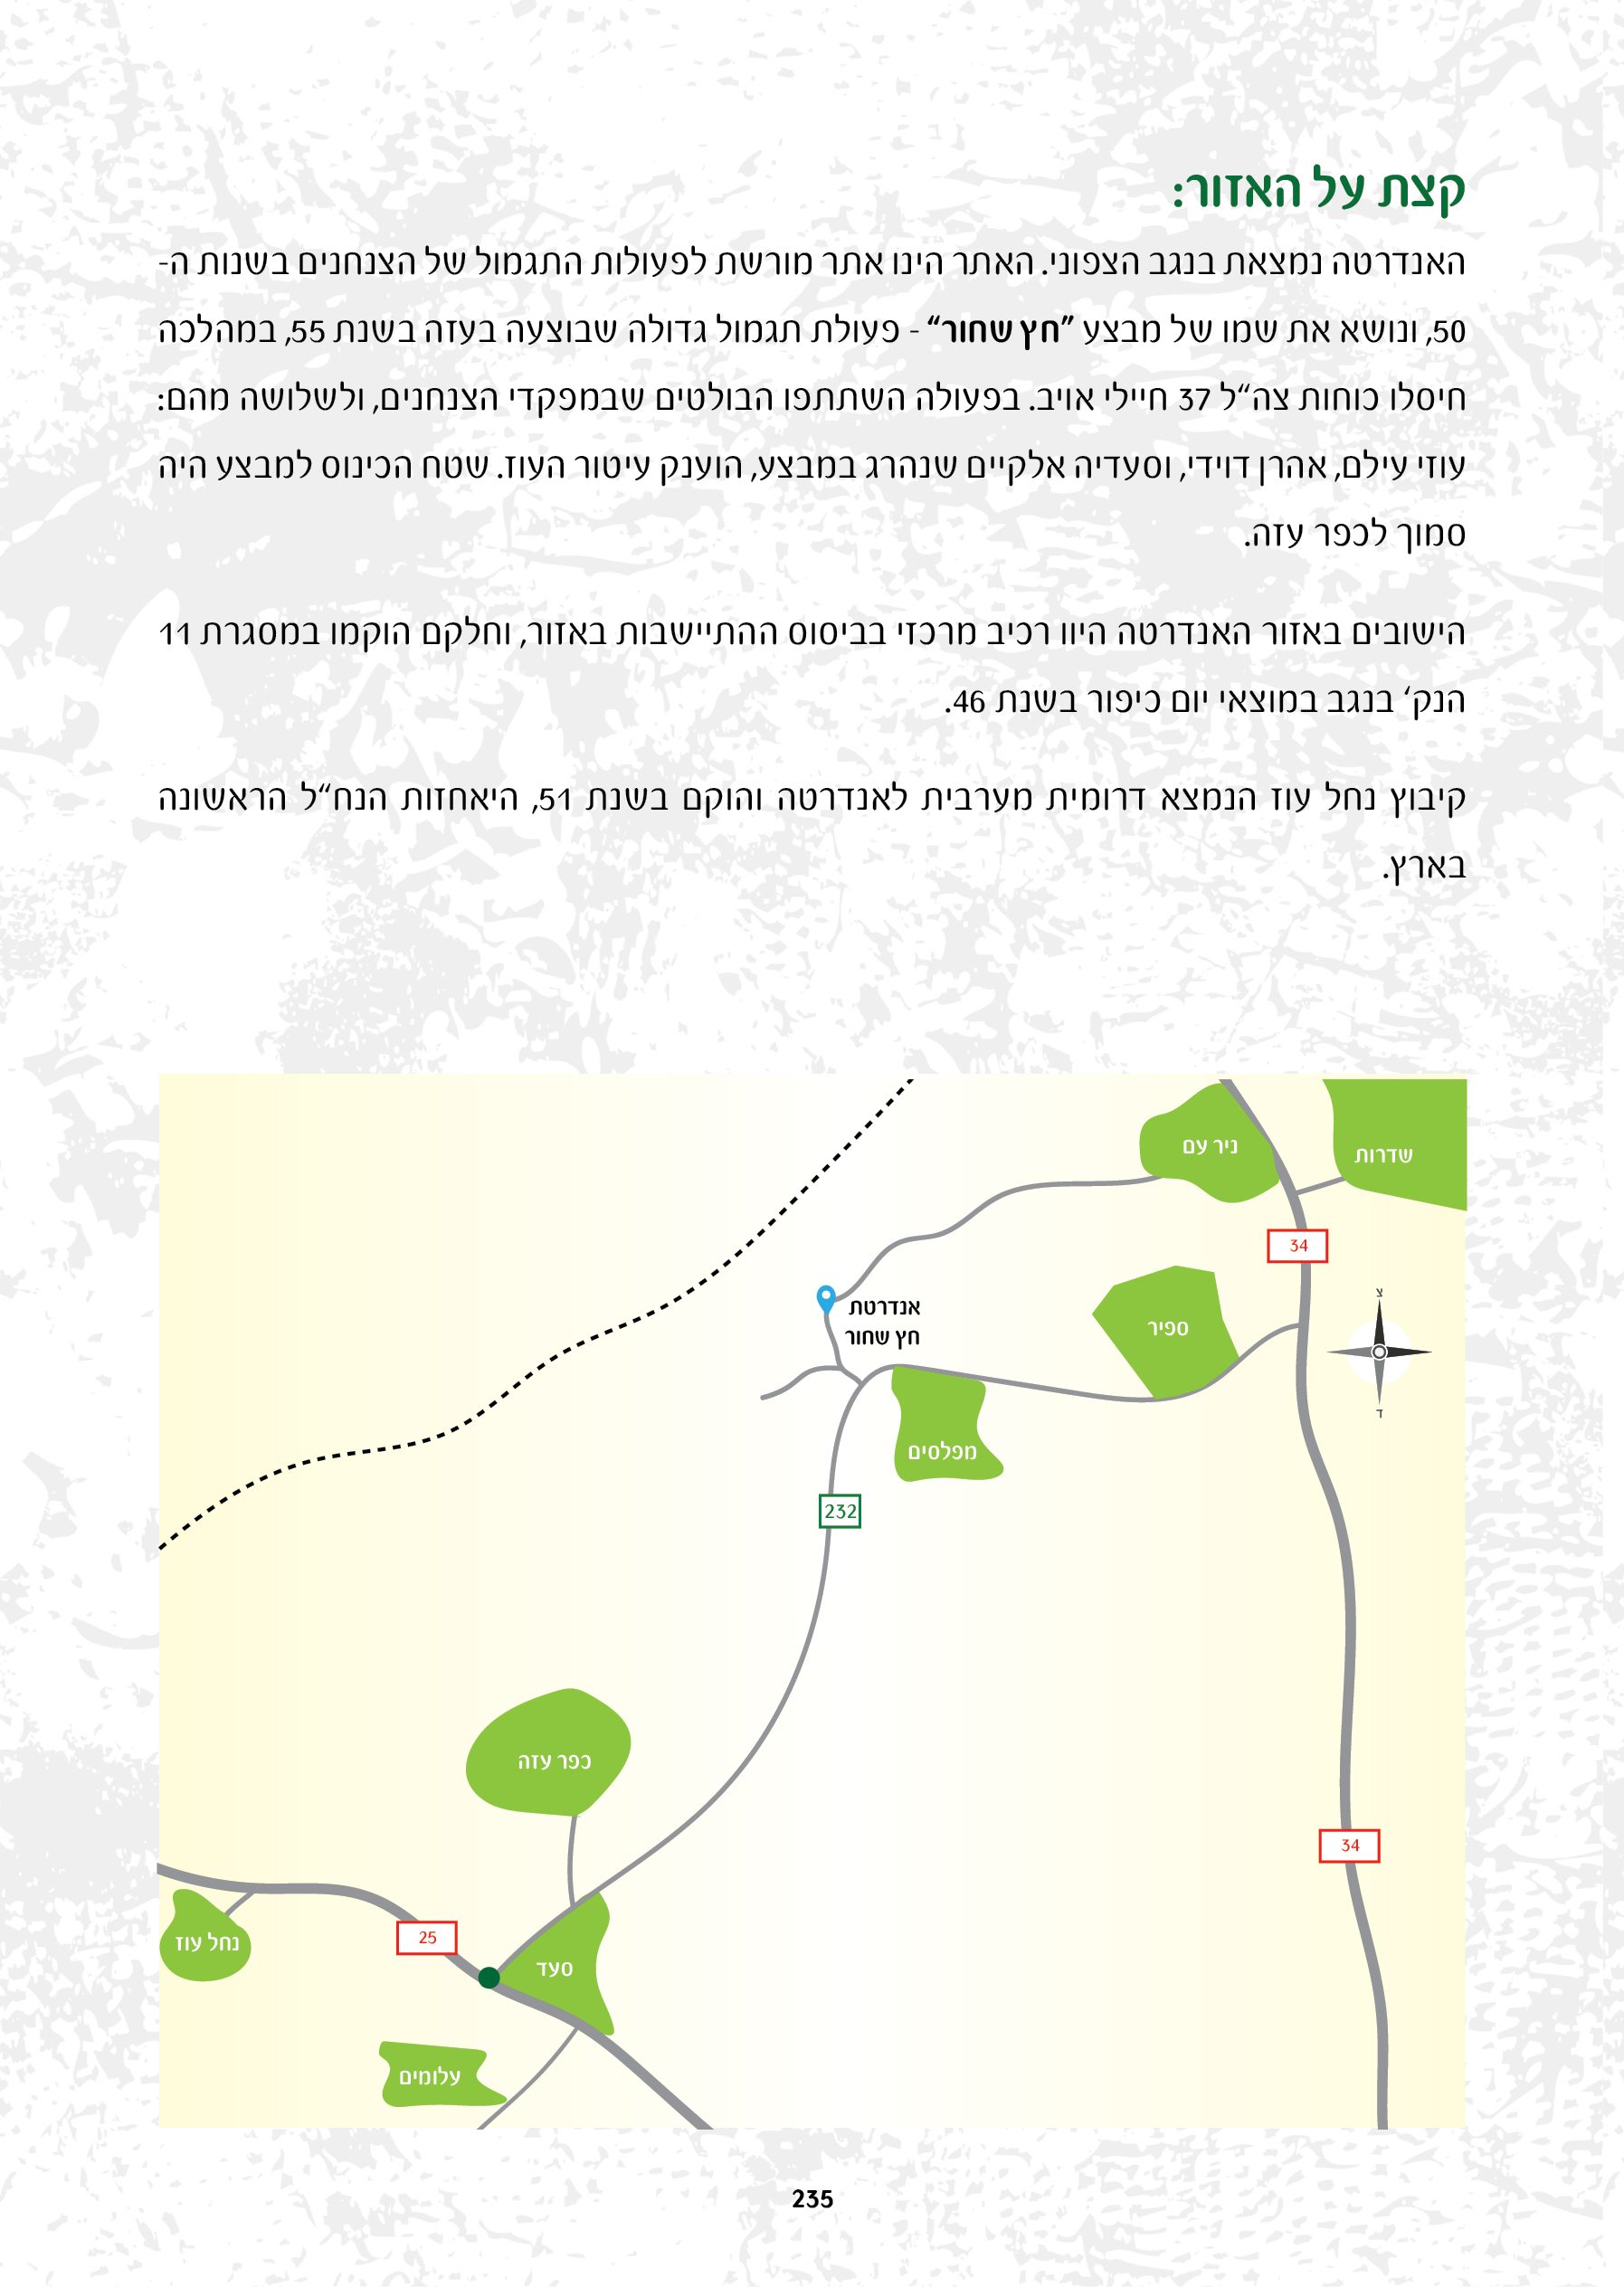 קצת על האזור:
האנדרטה נמצאת בנגב הצפוני. האתר הינו אתר מורשת לפעולות התגמול של הצנחנים בשנות ה-
50, ונושא את שמו של מבצע ״חץ שחור״ - פעולת תגמול גדולה שבוצעה בעזה בשנת 55, במהלכה
חיסלו כוחות צה״ל 37 חיילי אויב. בפעולה השתתפו הבולטים שבמפקדי הצנחנים, ולשלושה מהם:
עוזי עילם, אהרן דוידי, וסעדיה אלקיים שנהרג במבצע, הוענק עיטור העוז. שטח הכינוס למבצע היה
סמוך לכפר עזה.
הישובים באזור האנדרטה היוו רכיב מרכזי בביסוס ההתיישבות באזור, וחלקם הוקמו במסגרת 11
הנק׳ בנגב במוצאי יום כיפור בשנת 46.
קיבוץ נחל עוז הנמצא דרומית מערבית לאנדרטה והוקם בשנת 51, היאחזות הנח״ל הראשונה
בארץ.
שדרות
ניר עם
34
צ
ד
ספיר
אנדרטת
חץ שחור
מפלסים
232
כפר עזה
34
25
נחל עוז
סעד
עלומים
235